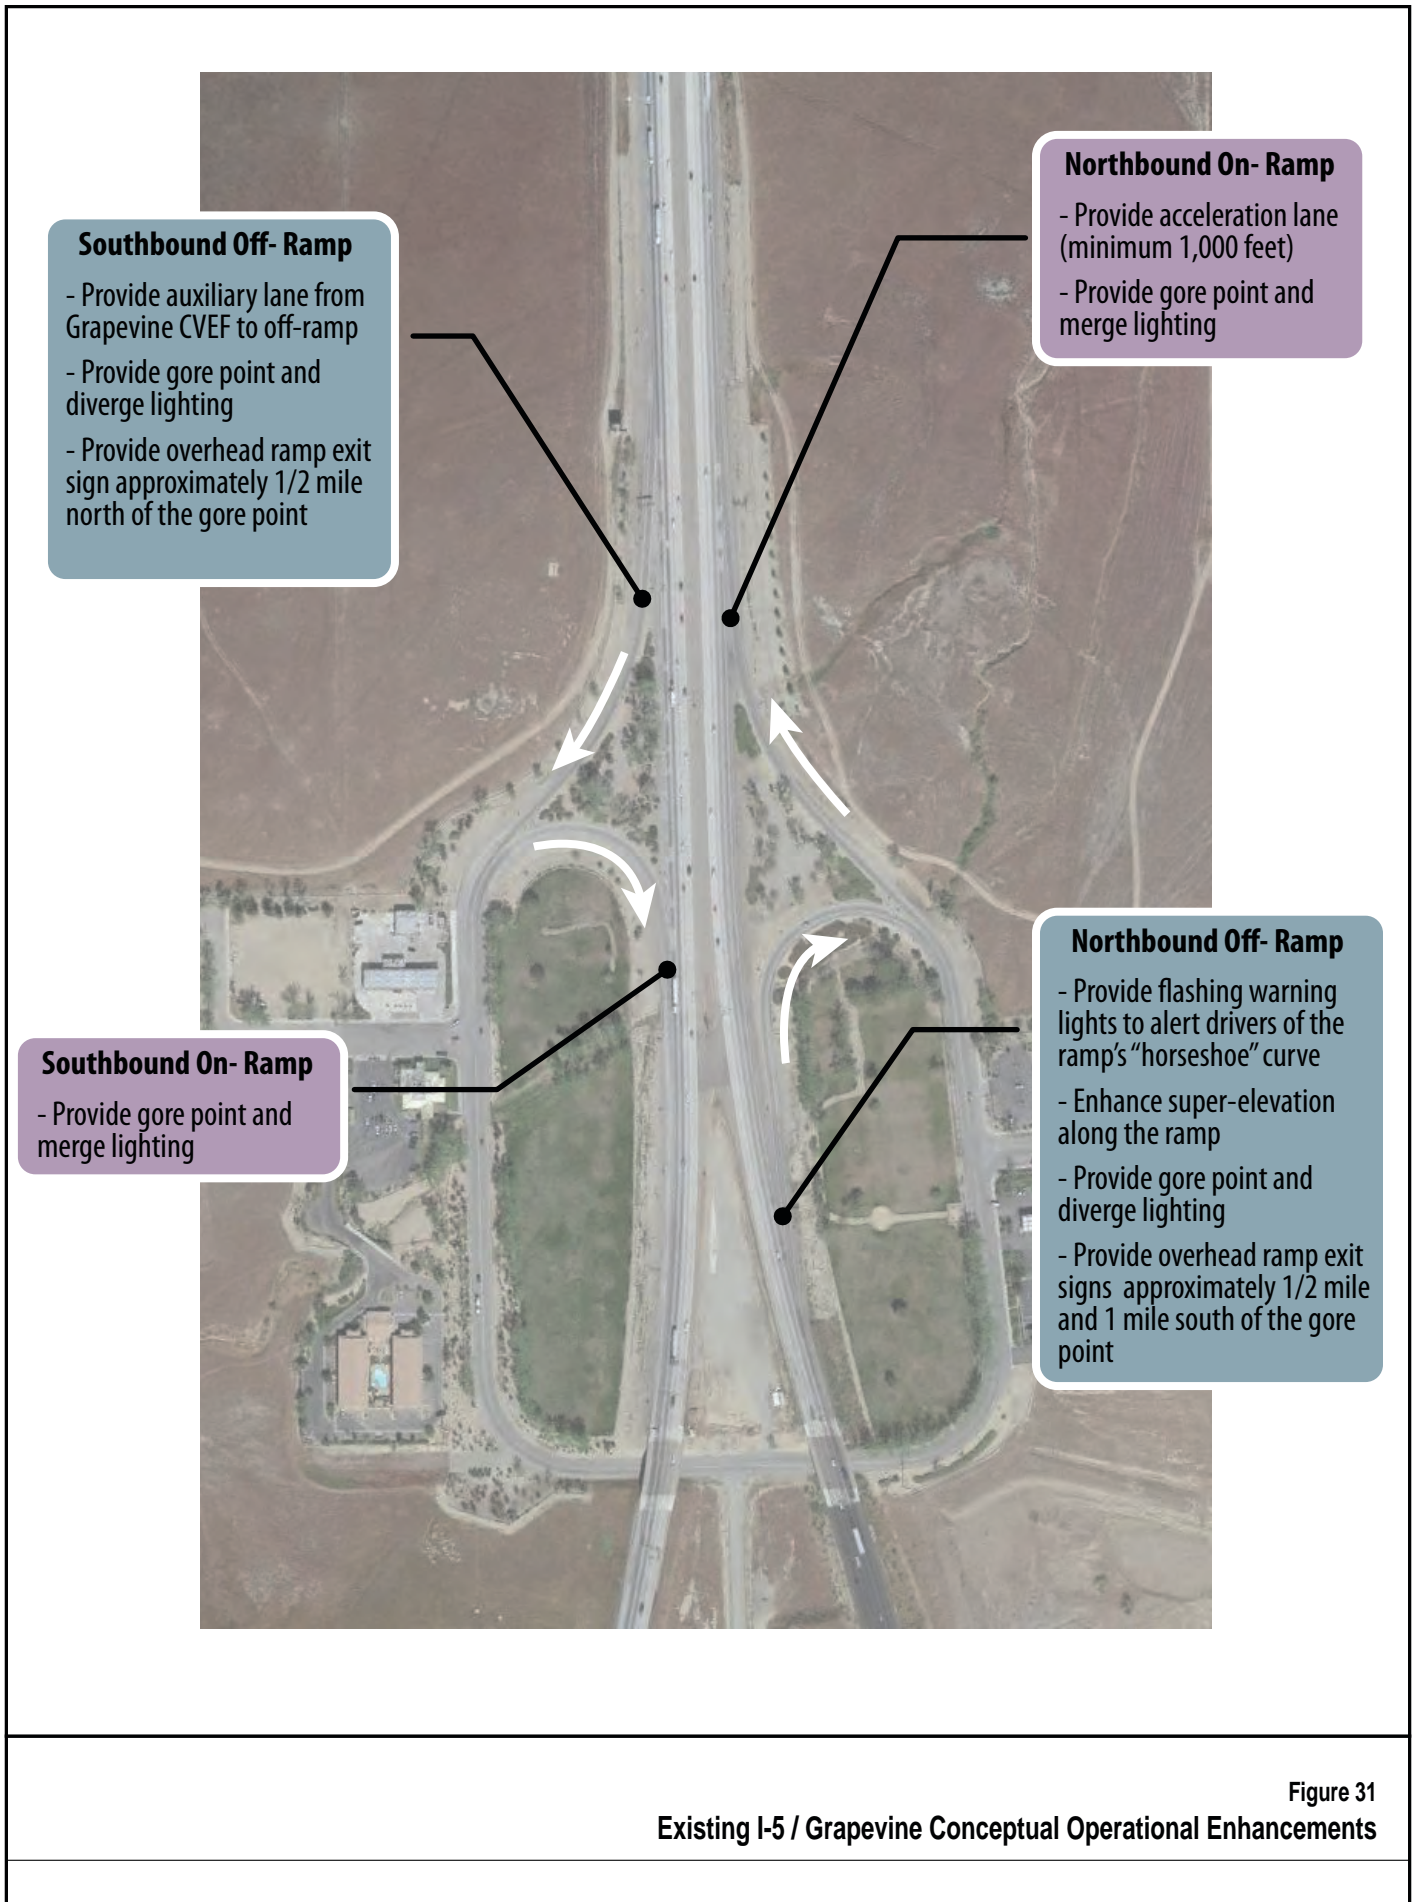 Northbound On- Ramp
- Provide acceleration lane
(minimum 1,000 feet)
- Provide gore point and
merge lighting
Southbound Off- Ramp
- Provide auxiliary lane from
Grapevine CVEF to off-ramp
- Provide gore point and
diverge lighting
- Provide overhead ramp exit
sign approximately 1/2 mile
north of the gore point
Northbound Off- Ramp
- Provide flashing warning
lights to alert drivers of the
ramp's “horseshoe” curve
- Enhance super-elevation
along the ramp
- Provide gore point and
diverge lighting
- Provide overhead ramp exit
signs approximately 1/2 mile
and 1 mile south of the gore
point
Southbound On- Ramp
- Provide gore point and
merge lighting
Figure 31
Existing I-5 / Grapevine Conceptual Operational Enhancements